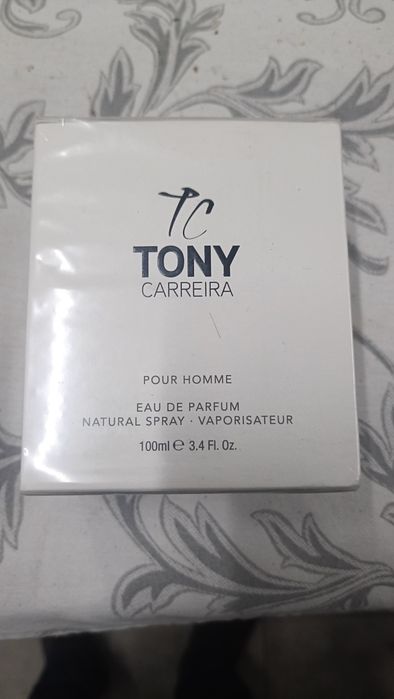 TC
TONY
CARREIRA
POUR HOMME
EAU DE PARFUM
NATURAL SPRAY · VAPORISATEUR
100ml ℮ 3.4 Fl. Oz.